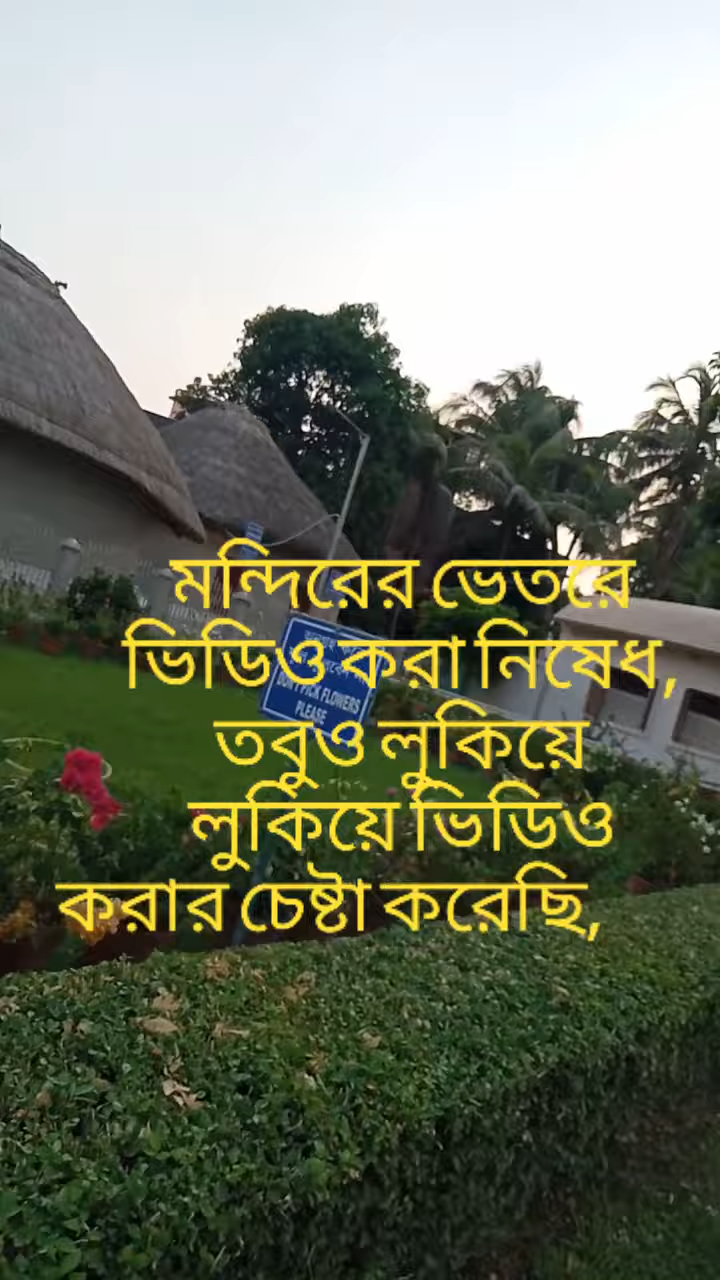 মন্দিরের ভেতরে
ভিডিও করা নিষেধ,
তবুও লুকিয়ে
লুকিয়ে ভিডিও
করার চেষ্টা করেছি,
DON'T PICK FLOWERS
PLEASE